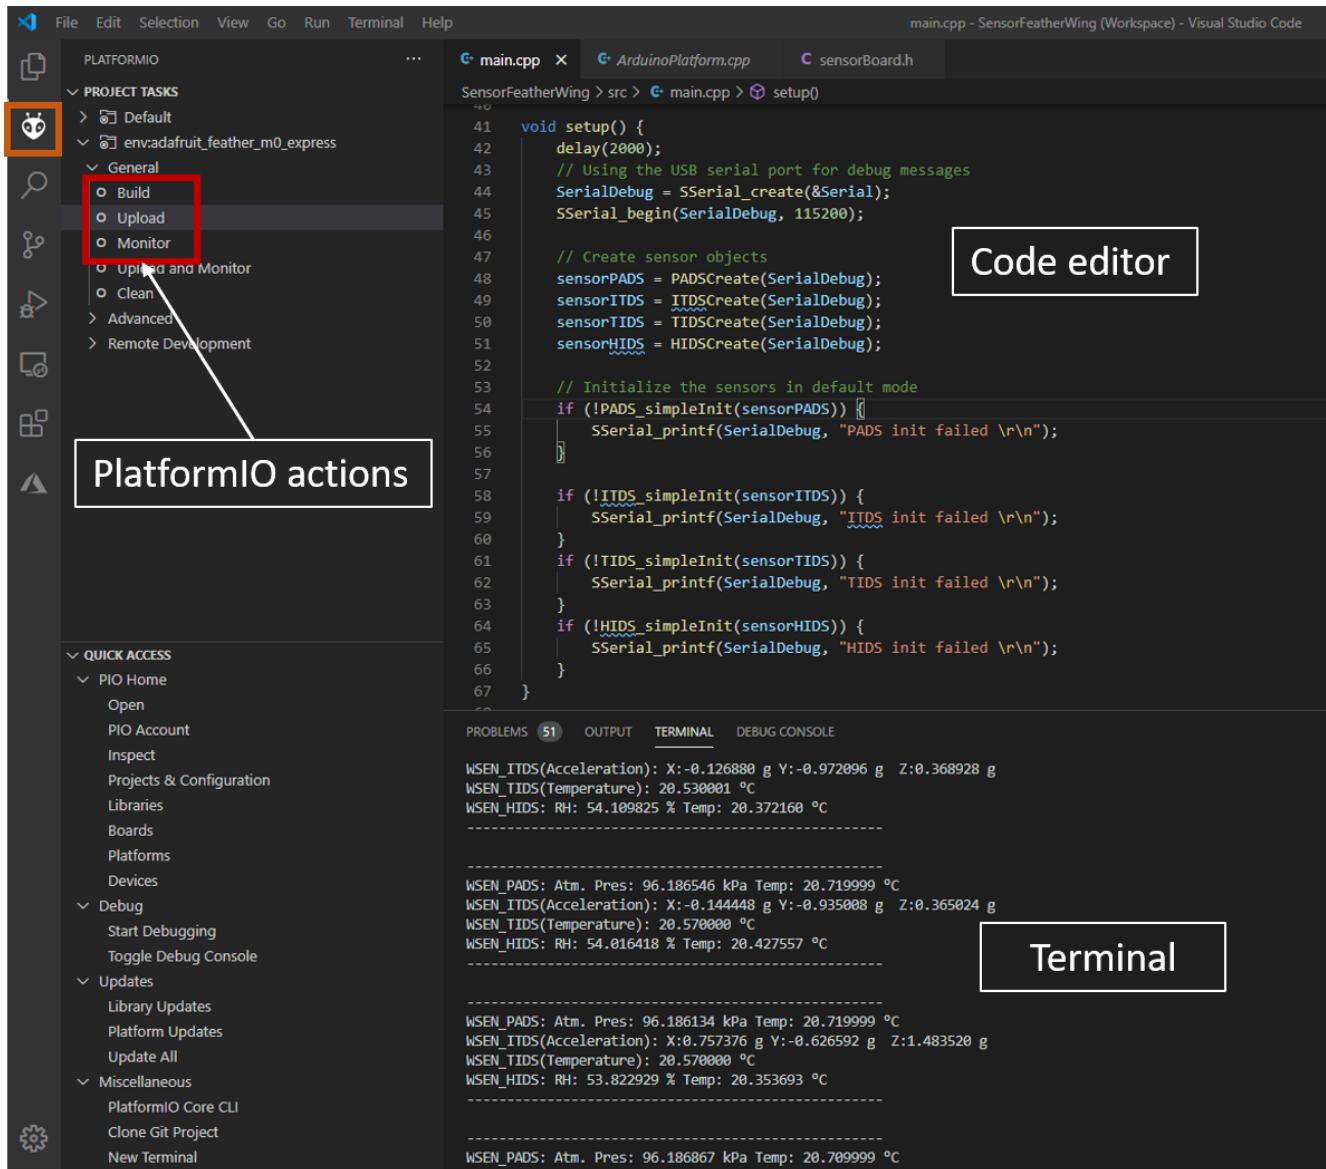 File Edit Selection View Go Run Terminal Help
main.cpp - SensorFeatherWing (Workspace) - Visual Studio Code
PLATFORMIO ···
PROJECT TASKS
Default
env:adafruit_feather_m0_express
General
Build
Upload
Monitor
Upload and Monitor
Clean
Advanced
Remote Development
PlatformIO actions
QUICK ACCESS
PIO Home
Open
PIO Account
Inspect
Projects & Configuration
Libraries
Boards
Platforms
Devices
Debug
Start Debugging
Toggle Debug Console
Updates
Library Updates
Platform Updates
Update All
Miscellaneous
PlatformIO Core CLI
Clone Git Project
New Terminal
main.cpp ArduinoPlatform.cpp sensorBoard.h
SensorFeatherWing > src > main.cpp > setup()
40
41 void setup() {
42 delay(2000);
43 // Using the USB serial port for debug messages
44 SerialDebug = SSerial_create(&Serial);
45 SSerial_begin(SerialDebug, 115200);
46
47 // Create sensor objects
48 sensorPADS = PADSCreate(SerialDebug);
49 sensorITDS = ITDSCreate(SerialDebug);
50 sensorTIDS = TIDSCreate(SerialDebug);
51 sensorHIDS = HIDSCreate(SerialDebug);
52
53 // Initialize the sensors in default mode
54 if (!PADS_simpleInit(sensorPADS)) {
55 SSerial_printf(SerialDebug, "PADS init failed \r\n");
56 }
57
58 if (!ITDS_simpleInit(sensorITDS)) {
59 SSerial_printf(SerialDebug, "ITDS init failed \r\n");
60 }
61 if (!TIDS_simpleInit(sensorTIDS)) {
62 SSerial_printf(SerialDebug, "TIDS init failed \r\n");
63 }
64 if (!HIDS_simpleInit(sensorHIDS)) {
65 SSerial_printf(SerialDebug, "HIDS init failed \r\n");
66 }
67 }
Code editor
PROBLEMS 51 OUTPUT TERMINAL DEBUG CONSOLE
WSEN_ITDS(Acceleration): X:-0.126880 g Y:-0.972096 g Z:0.368928 g
WSEN_TIDS(Temperature): 20.530001 ºC
WSEN_HIDS: RH: 54.109825 % Temp: 20.372160 ºC
----------------------------------------------------
----------------------------------------------------
WSEN_PADS: Atm. Pres: 96.186546 kPa Temp: 20.719999 ºC
WSEN_ITDS(Acceleration): X:-0.144448 g Y:-0.935008 g Z:0.365024 g
WSEN_TIDS(Temperature): 20.570000 ºC
WSEN_HIDS: RH: 54.016418 % Temp: 20.427557 ºC
----------------------------------------------------
Terminal
----------------------------------------------------
WSEN_PADS: Atm. Pres: 96.186134 kPa Temp: 20.719999 ºC
WSEN_ITDS(Acceleration): X:0.757376 g Y:-0.626592 g Z:1.483520 g
WSEN_TIDS(Temperature): 20.570000 ºC
WSEN_HIDS: RH: 53.822929 % Temp: 20.353693 ºC
----------------------------------------------------
----------------------------------------------------
WSEN_PADS: Atm. Pres: 96.186867 kPa Temp: 20.709999 ºC